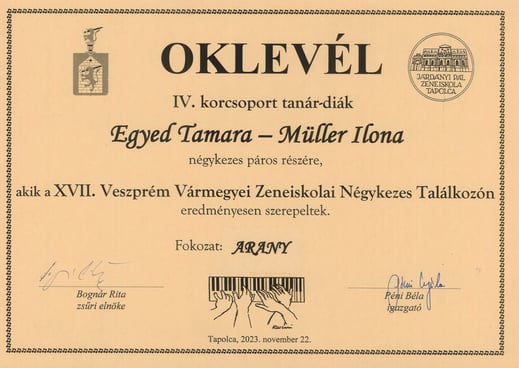 OKLEVÉL
JÁRDÁNYI PÁL
ZENEISKOLA
TAPOLCA
IV. korcsoport tanár-diák
Egyed Tamara – Müller Ilona
négykezes páros részére,
akik a XVII. Veszprém Vármegyei Zeneiskolai Négykezes Találkozón
eredményesen szerepeltek.
Fokozat: ARANY
Bognár Rita
zsűri elnöke
Péni Béla
igazgató
Tapolca, 2023. november 22.